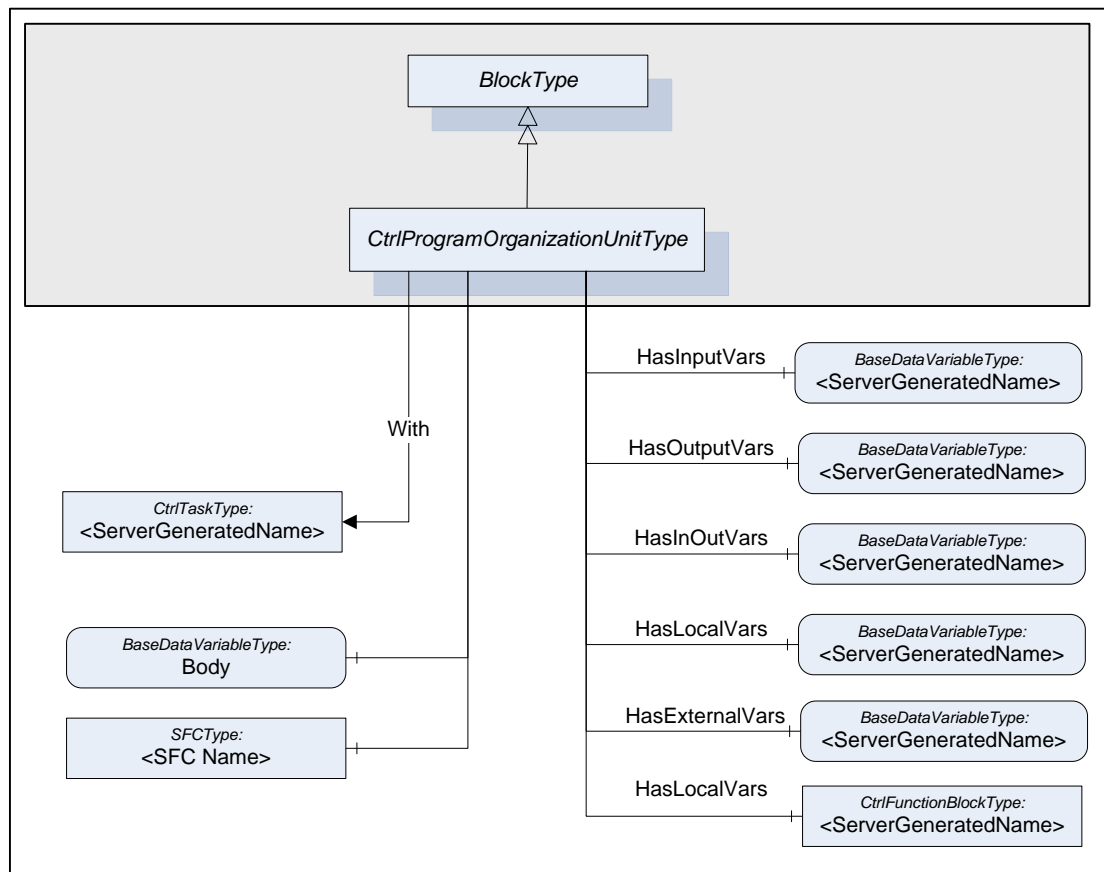 BlockType
CtrlProgramOrganizationUnitType
HasInputVars
BaseDataVariableType:
<ServerGeneratedName>
With
HasOutputVars
BaseDataVariableType:
<ServerGeneratedName>
CtrlTaskType:
<ServerGeneratedName>
HasInOutVars
BaseDataVariableType:
<ServerGeneratedName>
BaseDataVariableType:
Body
HasLocalVars
BaseDataVariableType:
<ServerGeneratedName>
SFCType:
<SFC Name>
HasExternalVars
BaseDataVariableType:
<ServerGeneratedName>
HasLocalVars
CtrlFunctionBlockType:
<ServerGeneratedName>